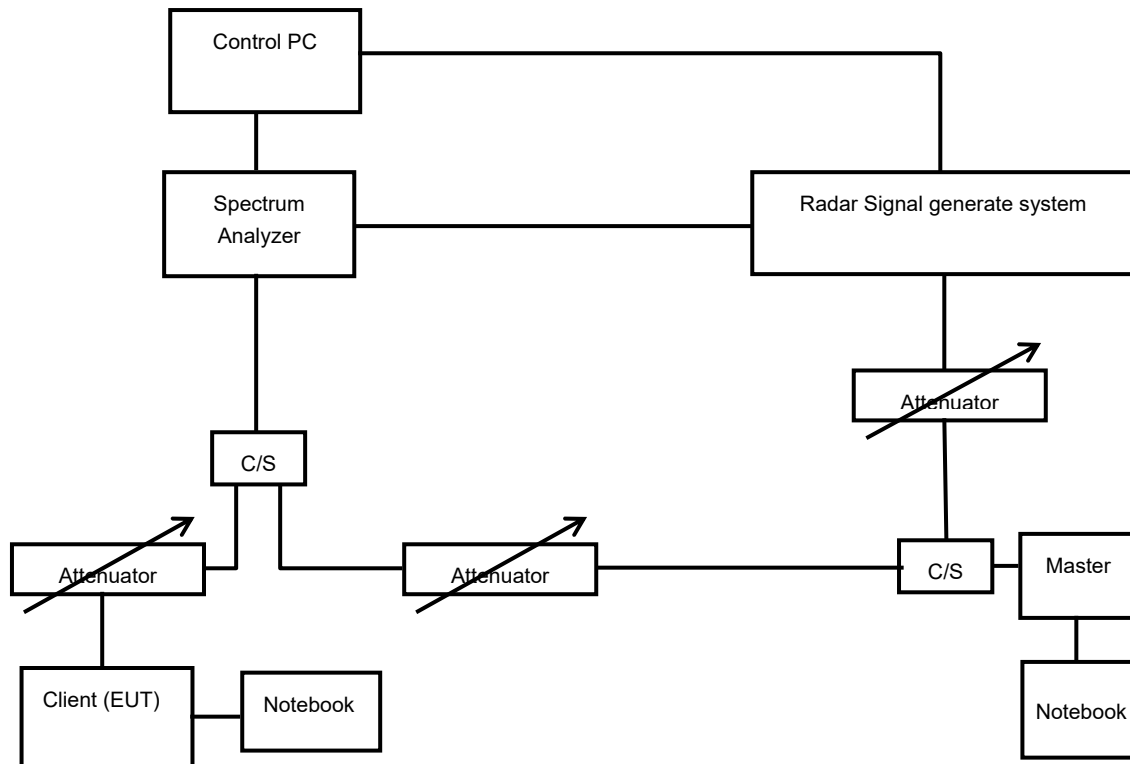 Control PC
Spectrum
Analyzer
Radar Signal generate system
Attenuator
C/S
Attenuator
Attenuator
C/S
Master
Client (EUT)
Notebook
Notebook